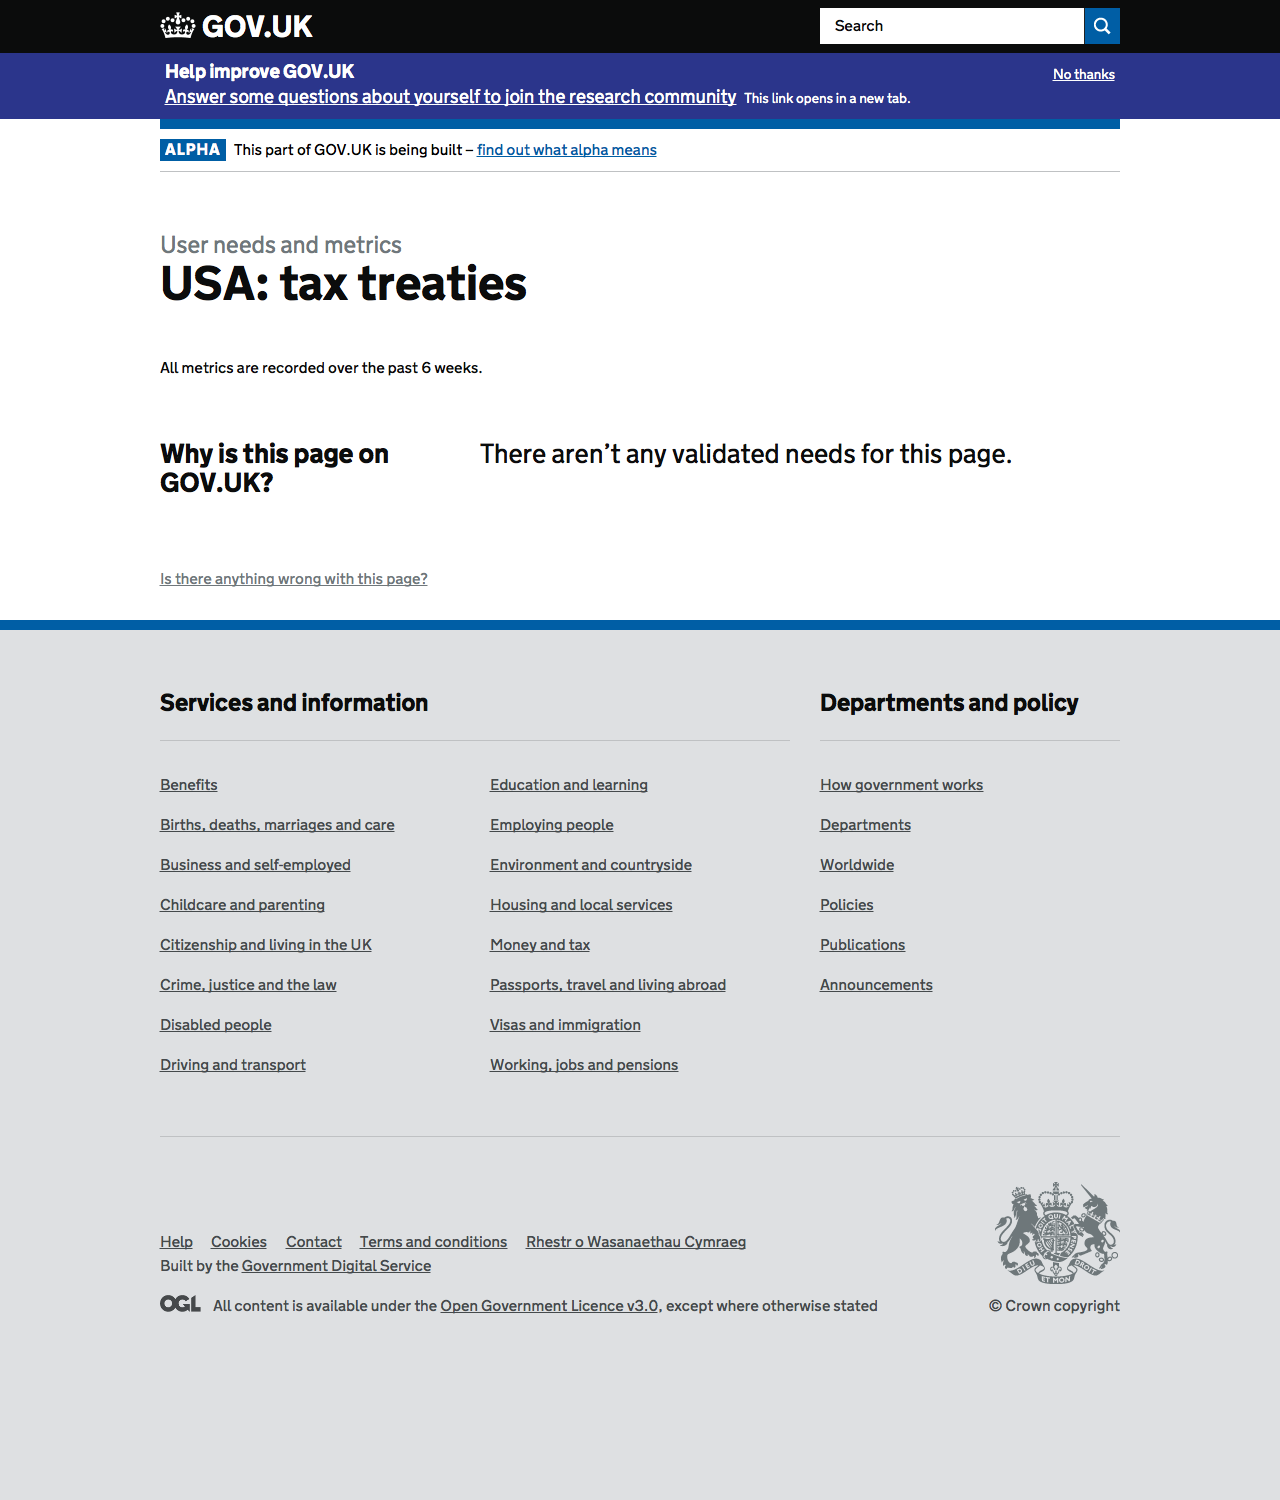 GOV.UK
Search
Help improve GOV.UK
No thanks
Answer some questions about yourself to join the research community This link opens in a new tab.
ALPHA This part of GOV.UK is being built – find out what alpha means
User needs and metrics
USA: tax treaties
All metrics are recorded over the past 6 weeks.
Why is this page on
GOV.UK?
There aren’t any validated needs for this page.
Is there anything wrong with this page?
Services and information
Benefits
Births, deaths, marriages and care
Business and self-employed
Childcare and parenting
Citizenship and living in the UK
Crime, justice and the law
Disabled people
Driving and transport
Education and learning
Employing people
Environment and countryside
Housing and local services
Money and tax
Passports, travel and living abroad
Visas and immigration
Working, jobs and pensions
Departments and policy
How government works
Departments
Worldwide
Policies
Publications
Announcements
Help Cookies Contact Terms and conditions Rhestr o Wasanaethau Cymraeg
Built by the Government Digital Service
OGL All content is available under the Open Government Licence v3.0, except where otherwise stated
DIEU ET MON DROIT
© Crown copyright